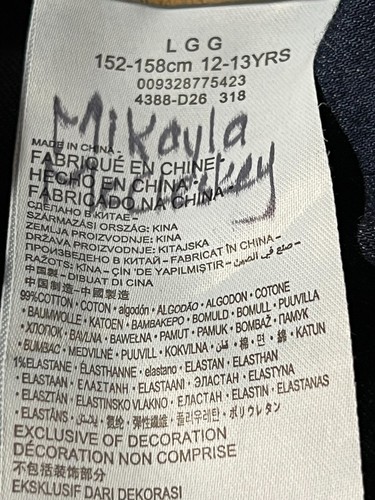 L G G
152-158cm 12-13YRS
009328775423
4388-D26 318
Mikayla
MADE IN CHINA -
FABRIQUÉ EN CHINE -
HECHO EN CHINA -
FABRICADO NA CHINA -
СДЕЛАНО В КИТАЕ -
SZÁRMAZÁSI ORSZÁG: KÍNA
ZEMLJA PROIZVODNJE: KINA
DRŽAVA PROIZVODNJE: KITAJSKA
ПРОИЗВЕДЕНО В КИТАЙ - FABRICAT ÎN CHINA -
RAŽOTS: ĶĪNA - ÇİN 'DE YAPILMIŞTIR - صنع في الصين -
中国製 - DIBUAT DI CINA
中国制造 - 中國製造
99%COTTON • COTON • algodón • ALGODÃO • ALGODON • COTONE
• BAUMWOLLE • KATOEN • ΒΑΜΒΑΚΕΡΟ • BOMULD • BOMULL • PUUVILLA
• ХЛОПОК • BAVLNA • BAWEŁNA • PAMUT • PAMUK • BOMBAŽ • ПАМУК
• BUMBAC • MEDVILNĖ • PUUVILL • KOKVILNA • قطن • 棉 • 면 • 綿 • KATUN
1%ELASTANE • ÉLASTHANNE • elastano • ELASTAN • ELASTHAN
• ELASTAAN • ΕΛΑΣΤΑΝΗ • ELASTAANI • ЭЛАСТАН • ELASTYNA
• ELASZTÁN • ELASTINSKO VLAKNO • ЕЛАСТАН • ELASTIN • ELASTANAS
• ELASTĀNS • ايلاستين • 氨纶 • 彈性纖維 • 폴리우레탄 • ポリウレタン
EXCLUSIVE OF DECORATION
DÉCORATION NON COMPRISE
不包括装饰部分
EKSKLUSIF DARI DEKORASI